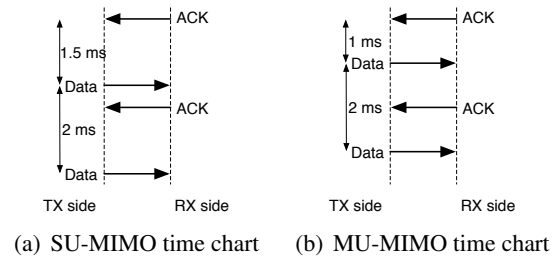 ACK
1.5 ms
Data
ACK
2 ms
Data
TX side RX side
(a) SU-MIMO time chart
ACK
1 ms
Data
2 ms
ACK
Data
TX side RX side
(b) MU-MIMO time chart